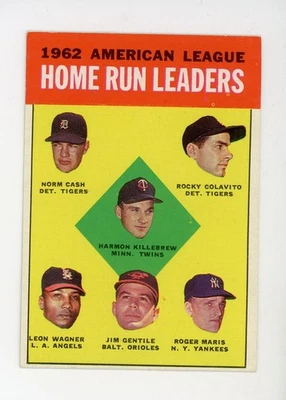 1962 AMERICAN LEAGUE
HOME RUN LEADERS
NORM CASH
DET. TIGERS
ROCKY COLAVITO
DET. TIGERS
HARMON KILLEBREW
MINN. TWINS
LEON WAGNER
L. A. ANGELS
JIM GENTILE
BALT. ORIOLES
ROGER MARIS
N. Y. YANKEES